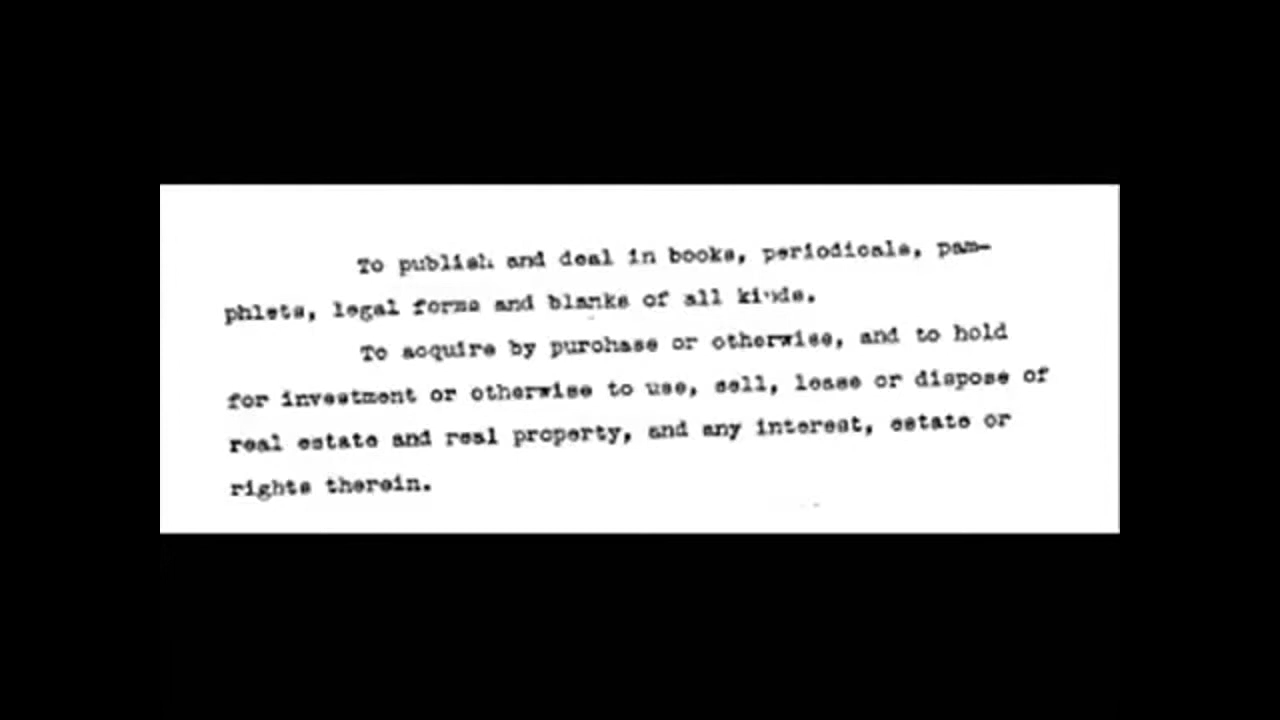 To publish and deal in books, periodicals, pam-
phlets, legal forms and blanks of all kinds.
To acquire by purchase or otherwise, and to hold
for investment or otherwise to use, sell, lease or dispose of
real estate and real property, and any interest, estate or
rights therein.